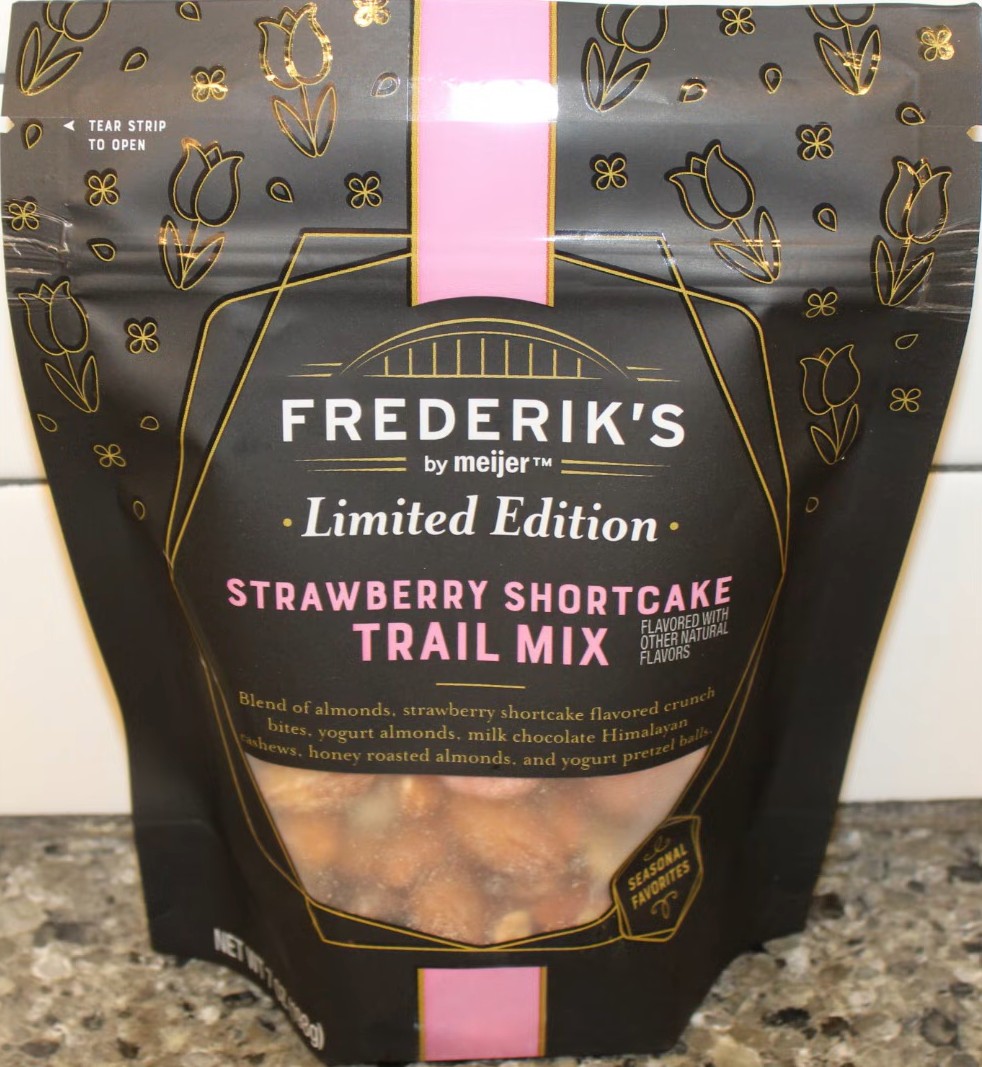 TEAR STRIP
TO OPEN
FREDERIK'S
by meijer™
· Limited Edition ·
STRAWBERRY SHORTCAKE
TRAIL MIX
FLAVORED WITH
OTHER NATURAL
FLAVORS
Blend of almonds, strawberry shortcake flavored crunch
bites, yogurt almonds, milk chocolate Himalayan
cashews, honey roasted almonds, and yogurt pretzel balls.
SEASONAL
FAVORITES
NET WT 7